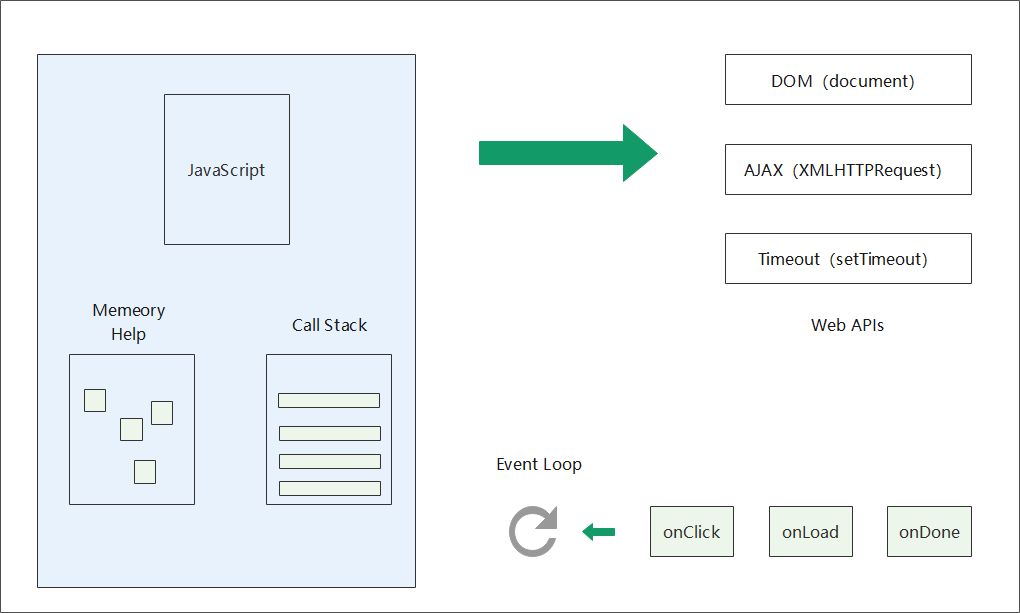 JavaScript
Memeory
Help
Call Stack
DOM（document）
AJAX（XMLHTTPRequest）
Timeout（setTimeout）
Web APIs
Event Loop
onClick
onLoad
onDone